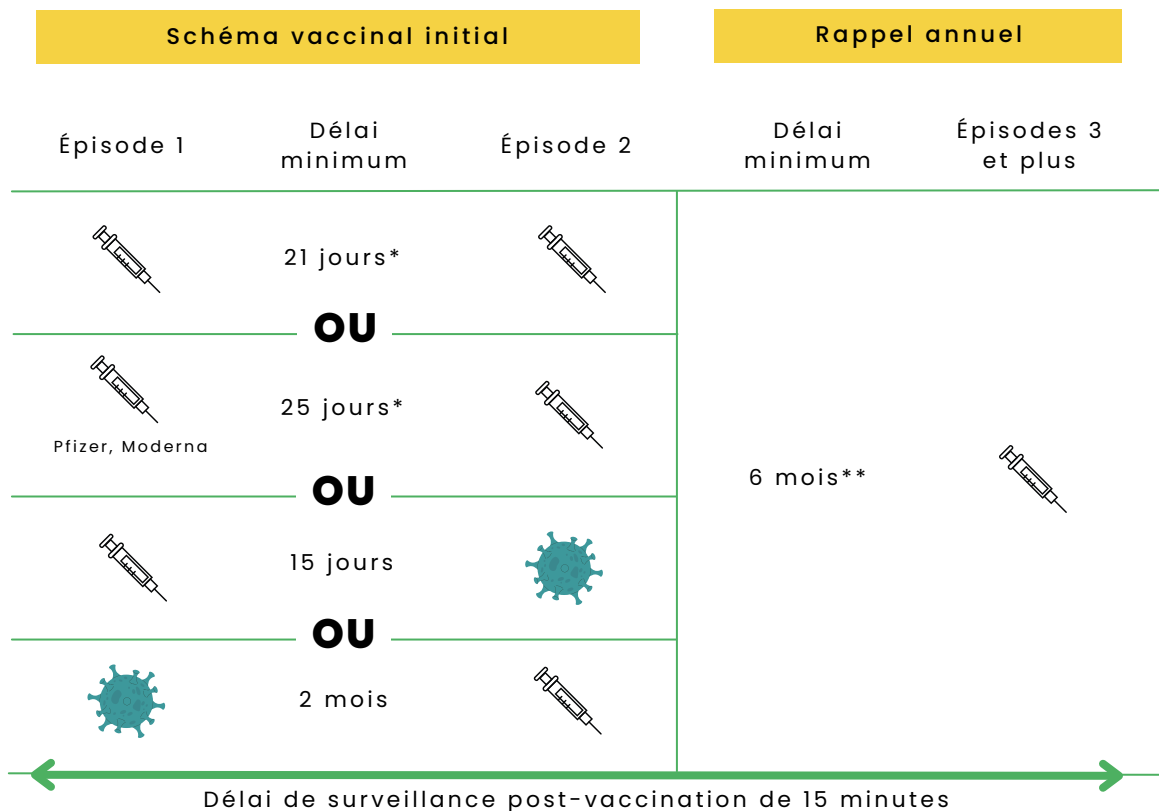 Schéma vaccinal initial
Rappel annuel
Épisode 1
Délai
minimum
Épisode 2
Délai
minimum
Épisodes 3
et plus
21 jours*
OU
25 jours*
Pfizer, Moderna
OU
6 mois**
15 jours
OU
2 mois
Délai de surveillance post-vaccination de 15 minutes